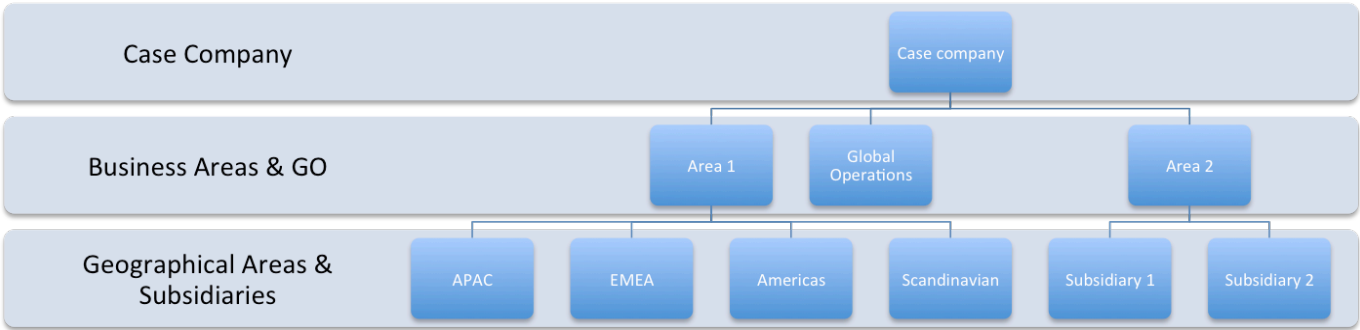 Case Company
Case company
Business Areas & GO
Area 1
Global
Operations
Area 2
Geographical Areas &
Subsidiaries
APAC
EMEA
Americas
Scandinavian
Subsidiary 1
Subsidiary 2